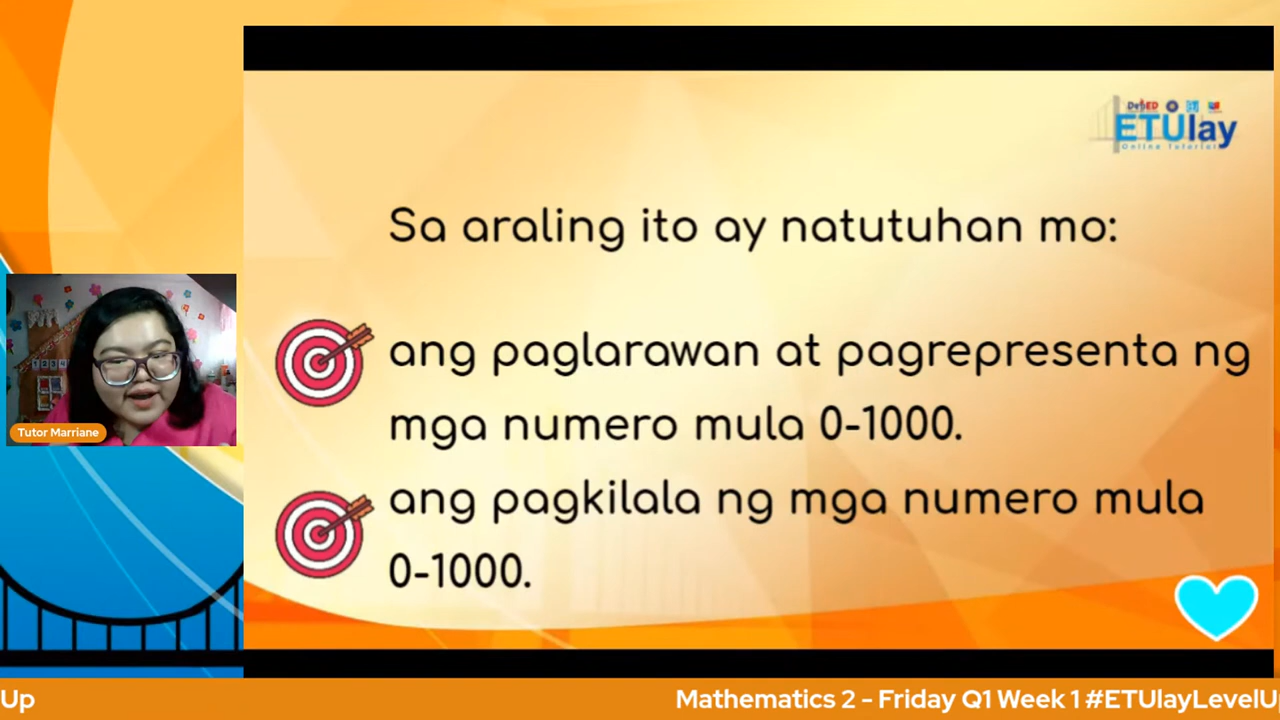 DepED
ETUlay
Online Tutorial
Sa araling ito ay natutuhan mo:
ang paglarawan at pagrepresenta ng
mga numero mula 0-1000.
ang pagkilala ng mga numero mula
0-1000.
Tutor Marriane
Up
Mathematics 2 - Friday Q1 Week 1 #ETUlayLevelU